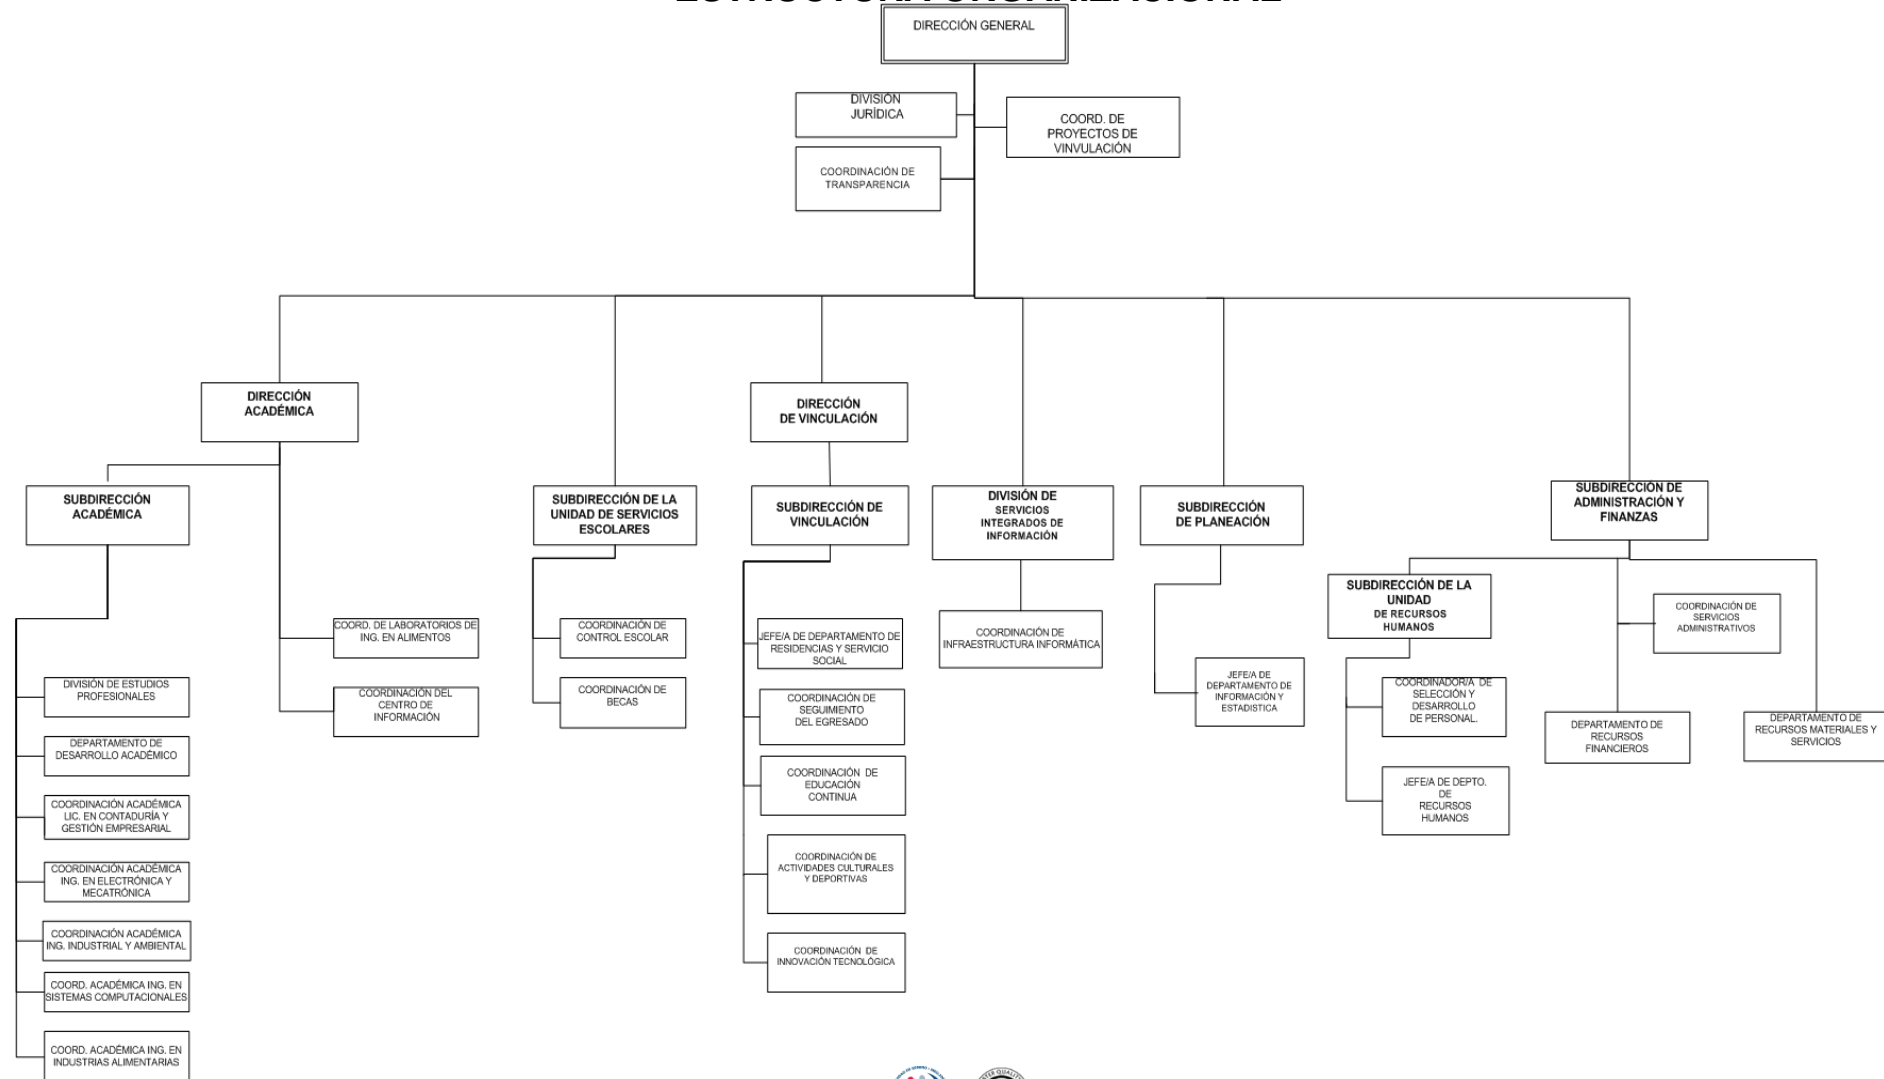 ESTRUCTURA ORGANIZACIONAL
DIRECCIÓN GENERAL
DIVISIÓN
JURÍDICA
COORD. DE
PROYECTOS DE
VINVULACIÓN
COORDINACIÓN DE
TRANSPARENCIA
DIRECCIÓN
ACADÉMICA
DIRECCIÓN
DE VINCULACIÓN
SUBDIRECCIÓN
ACADÉMICA
SUBDIRECCIÓN DE LA
UNIDAD DE SERVICIOS
ESCOLARES
SUBDIRECCIÓN DE
VINCULACIÓN
DIVISIÓN DE
SERVICIOS
INTEGRADOS DE
INFORMACIÓN
SUBDIRECCIÓN
DE PLANEACIÓN
SUBDIRECCIÓN DE
ADMINISTRACIÓN Y
FINANZAS
SUBDIRECCIÓN DE LA
UNIDAD
DE RECURSOS
HUMANOS
COORDINACIÓN DE
SERVICIOS
ADMINISTRATIVOS
COORD. DE LABORATORIOS DE
ING. EN ALIMENTOS
COORDINACIÓN DEL
CENTRO DE
INFORMACIÓN
COORDINACIÓN DE
CONTROL ESCOLAR
COORDINACIÓN DE
BECAS
JEFE/A DE DEPARTAMENTO DE
RESIDENCIAS Y SERVICIO
SOCIAL
COORDINACIÓN DE
SEGUIMIENTO
DEL EGRESADO
COORDINACIÓN DE
EDUCACIÓN
CONTINUA
COORDINACIÓN DE
ACTIVIDADES CULTURALES
Y DEPORTIVAS
COORDINACIÓN DE
INNOVACIÓN TECNOLÓGICA
COORDINACIÓN DE
INFRAESTRUCTURA INFORMÁTICA
JEFE/A DE
DEPARTAMENTO DE
INFORMACIÓN Y
ESTADISTICA
COORDINADOR/A DE
SELECCIÓN Y
DESARROLLO
DE PERSONAL.
JEFE/A DE DEPTO.
DE
RECURSOS
HUMANOS
DEPARTAMENTO DE
RECURSOS
FINANCIEROS
DEPARTAMENTO DE
RECURSOS MATERIALES Y
SERVICIOS
DIVISIÓN DE ESTUDIOS
PROFESIONALES
DEPARTAMENTO DE
DESARROLLO ACADÉMICO
COORDINACIÓN ACADÉMICA
LIC. EN CONTADURÍA Y
GESTIÓN EMPRESARIAL
COORDINACIÓN ACADÉMICA
ING. EN ELECTRÓNICA Y
MECATRÓNICA
COORDINACIÓN ACADÉMICA
ING. INDUSTRIAL Y AMBIENTAL
COORD. ACADÉMICA ING. EN
SISTEMAS COMPUTACIONALES
COORD. ACADÉMICA ING. EN
INDUSTRIAS ALIMENTARIAS